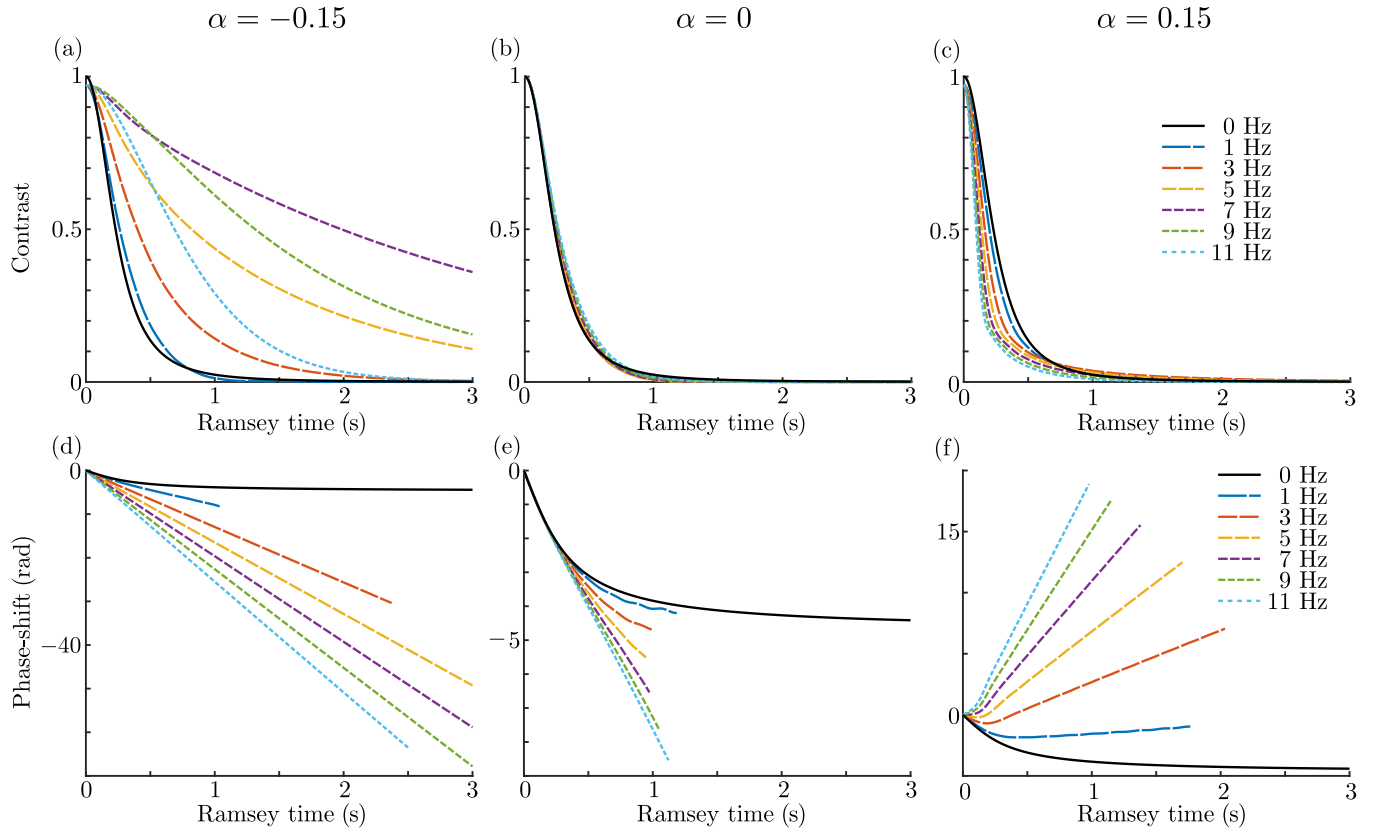 α = −0.15
α = 0
α = 0.15
(a)
(b)
(c)
1
0.5
0
Contrast
0
1
2
3
Ramsey time (s)
1
0.5
0
0
1
2
3
Ramsey time (s)
1
0.5
0
0
1
2
3
Ramsey time (s)
0 Hz
1 Hz
3 Hz
5 Hz
7 Hz
9 Hz
11 Hz
(d)
(e)
(f)
0
−40
Phase-shift (rad)
0
1
2
3
Ramsey time (s)
0
−5
0
1
2
3
Ramsey time (s)
15
0
0
1
2
3
Ramsey time (s)
0 Hz
1 Hz
3 Hz
5 Hz
7 Hz
9 Hz
11 Hz